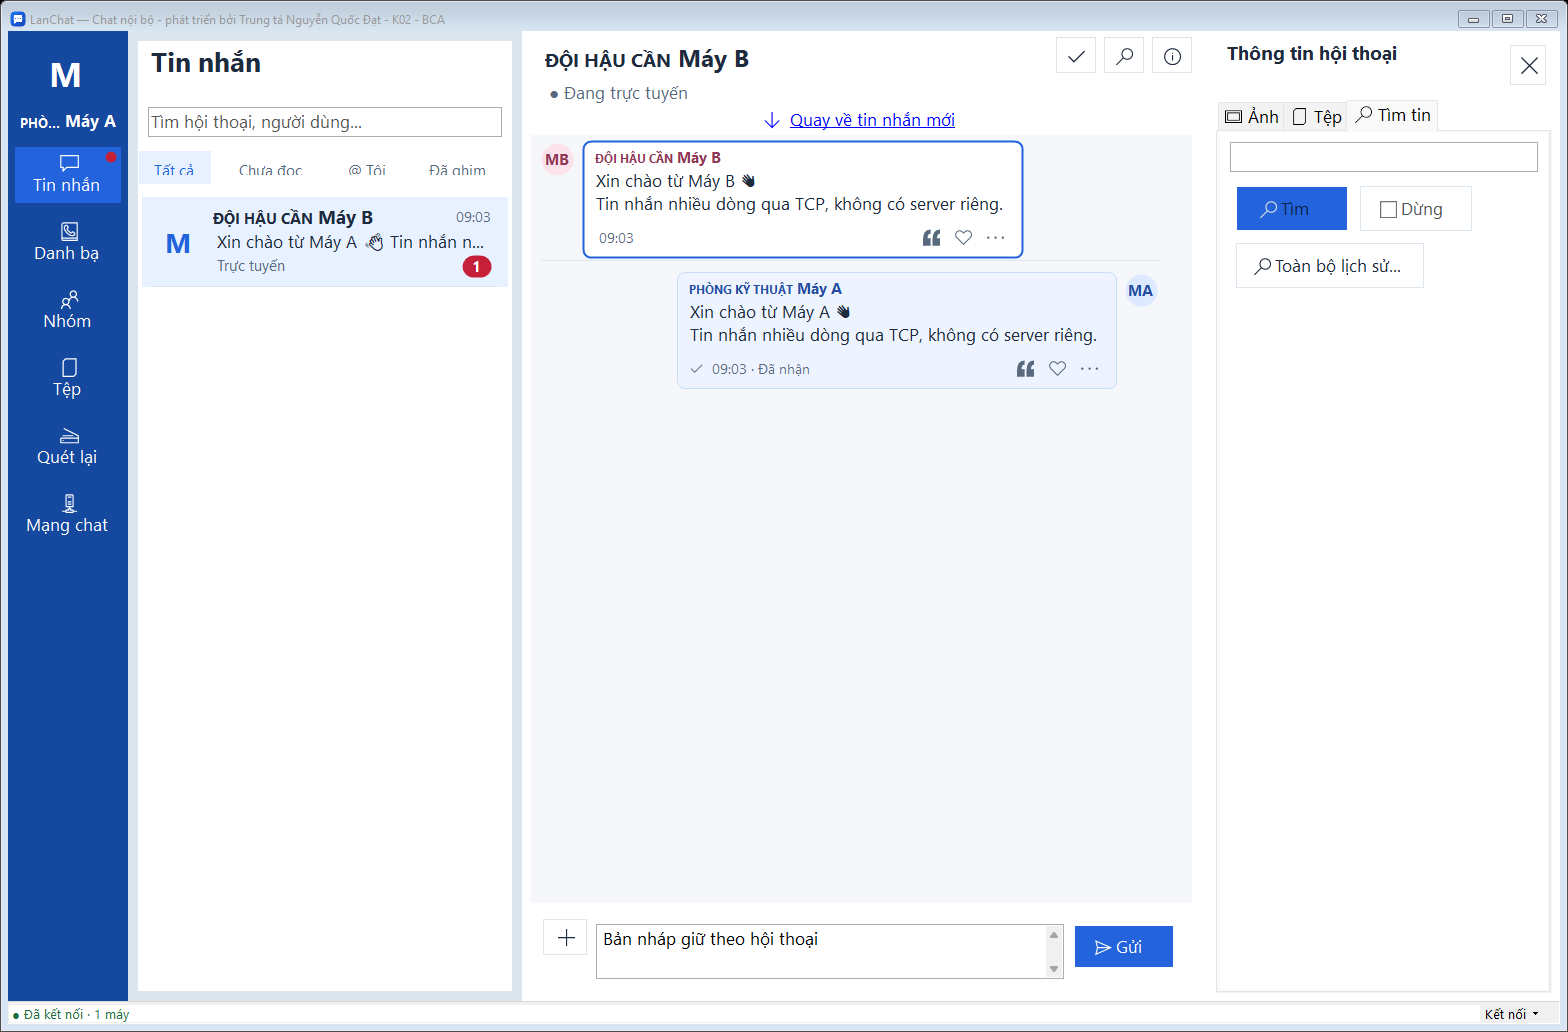 LanChat — Chat nội bộ - phát triển bởi Trung tá Nguyễn Quốc Đạt - K02 - BCA
M
PHÒ... Máy A
Tin nhắn
Danh bạ
Nhóm
Tệp
Quét lại
Mạng chat
Tin nhắn
Tìm hội thoại, người dùng...
Tất cả Chưa đọc @ Tôi Đã ghim
M
ĐỘI HẬU CẦN Máy B 09:03
Xin chào từ Máy A 👋 Tin nhắn n...
Trực tuyến 1
ĐỘI HẬU CẦN Máy B
● Đang trực tuyến
Quay về tin nhắn mới
MB
ĐỘI HẬU CẦN Máy B
Xin chào từ Máy B 👋
Tin nhắn nhiều dòng qua TCP, không có server riêng.
09:03
PHÒNG KỸ THUẬT Máy A
MA
Xin chào từ Máy A 👋
Tin nhắn nhiều dòng qua TCP, không có server riêng.
09:03 · Đã nhận
Bản nháp giữ theo hội thoại
Gửi
Thông tin hội thoại
Ảnh Tệp Tìm tin
Tìm Dừng
Toàn bộ lịch sử...
● Đã kết nối · 1 máy
Kết nối